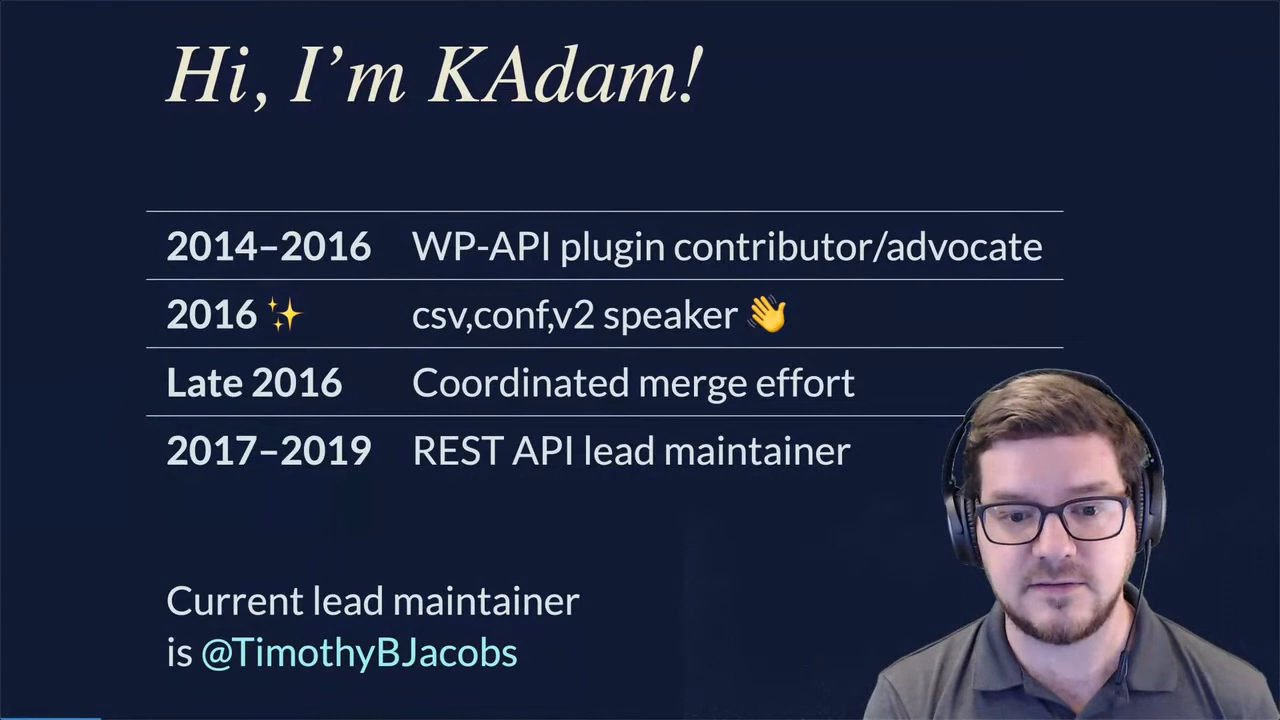 Hi, I’m KAdam!
2014–2016 WP-API plugin contributor/advocate
2016 ✨ csv,conf,v2 speaker 👋
Late 2016 Coordinated merge effort
2017–2019 REST API lead maintainer
Current lead maintainer
is @TimothyBJacobs